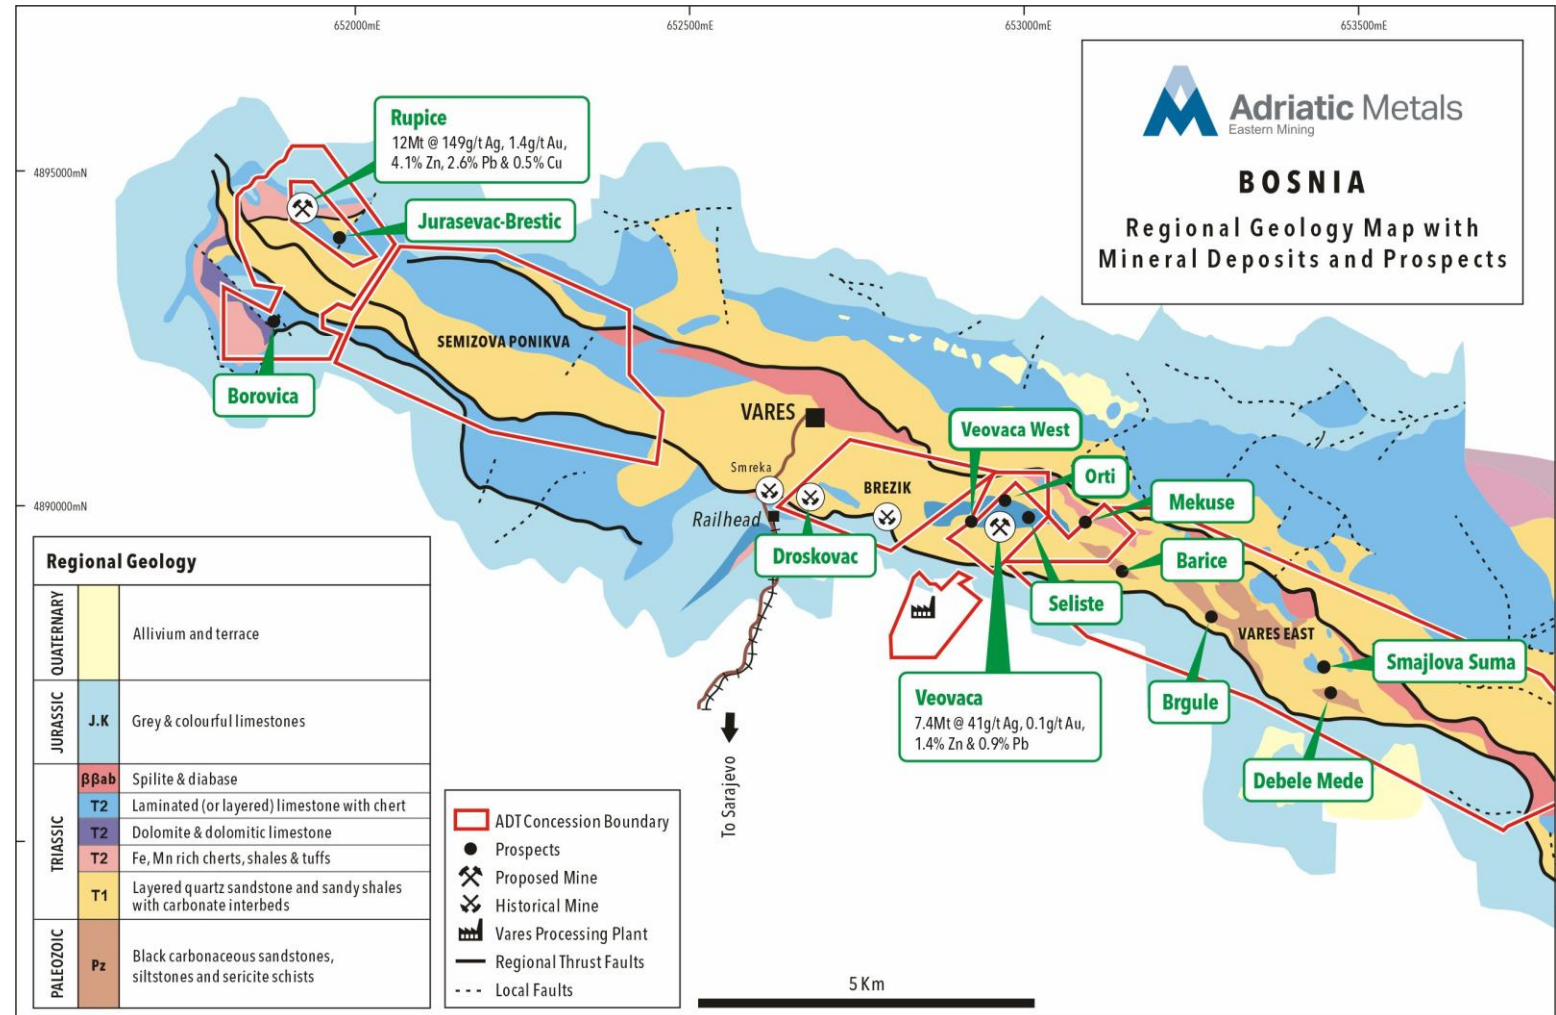 652000mE
652500mE
653000mE
653500mE
4895000mN
4890000mN
Adriatic Metals
Eastern Mining
BOSNIA
Regional Geology Map with
Mineral Deposits and Prospects
Rupice
12Mt @ 149g/t Ag, 1.4g/t Au,
4.1% Zn, 2.6% Pb & 0.5% Cu
Jurasevac-Brestic
SEMIZOVA PONIKVA
Borovica
VARES
Smreka
Railhead
BREZIK
Droskovac
Veovaca West
Orti
Mekuse
Barice
Seliste
VARES EAST
Smajlova Suma
Brgule
Debele Mede
Veovaca
7.4Mt @ 41g/t Ag, 0.1g/t Au,
1.4% Zn & 0.9% Pb
To Sarajevo
Regional Geology
QUATERNARY
Allivium and terrace
JURASSIC
J.K
Grey & colourful limestones
TRIASSIC
ββab
Spilite & diabase
T2
Laminated (or layered) limestone with chert
T2
Dolomite & dolomitic limestone
T2
Fe, Mn rich cherts, shales & tuffs
T1
Layered quartz sandstone and sandy shales
with carbonate interbeds
PALEOZOIC
Pz
Black carbonaceous sandstones,
siltstones and sericite schists
ADT Concession Boundary
Prospects
Proposed Mine
Historical Mine
Vares Processing Plant
Regional Thrust Faults
Local Faults
5 Km